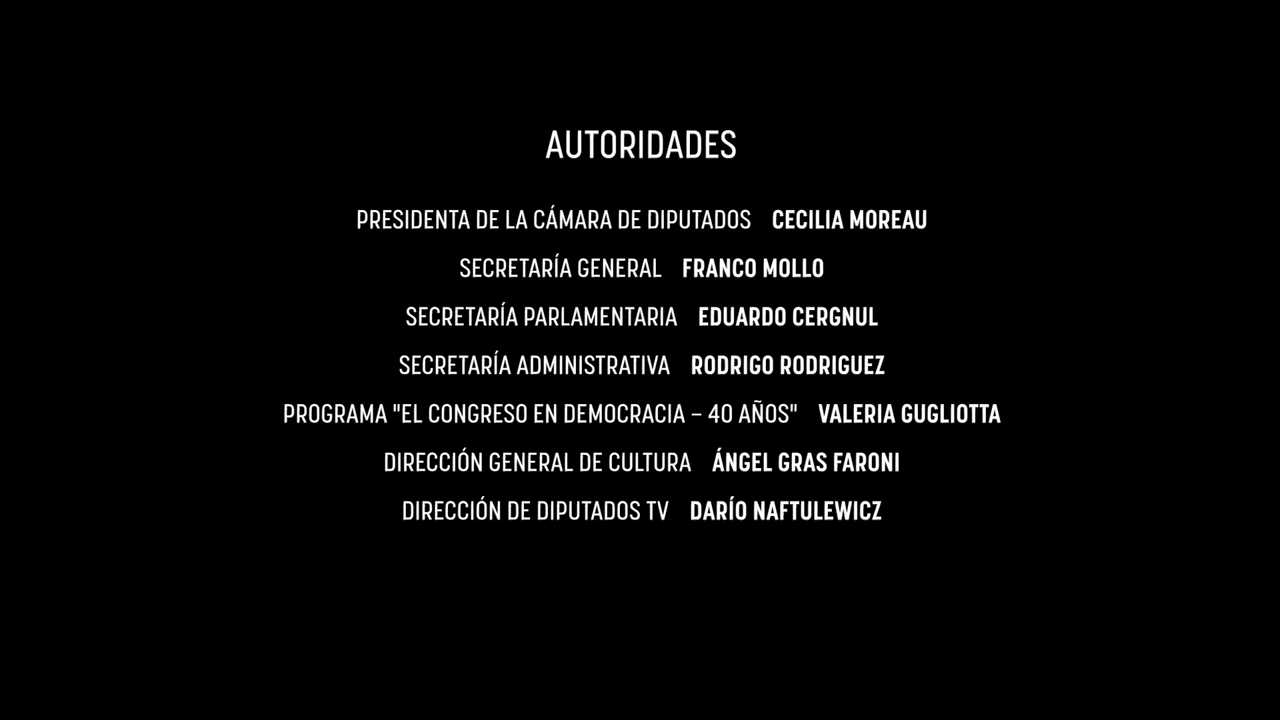 AUTORIDADES
PRESIDENTA DE LA CÁMARA DE DIPUTADOS CECILIA MOREAU
SECRETARÍA GENERAL FRANCO MOLLO
SECRETARÍA PARLAMENTARIA EDUARDO CERGNUL
SECRETARÍA ADMINISTRATIVA RODRIGO RODRIGUEZ
PROGRAMA "EL CONGRESO EN DEMOCRACIA – 40 AÑOS" VALERIA GUGLIOTTA
DIRECCIÓN GENERAL DE CULTURA ÁNGEL GRAS FARONI
DIRECCIÓN DE DIPUTADOS TV DARÍO NAFTULEWICZ